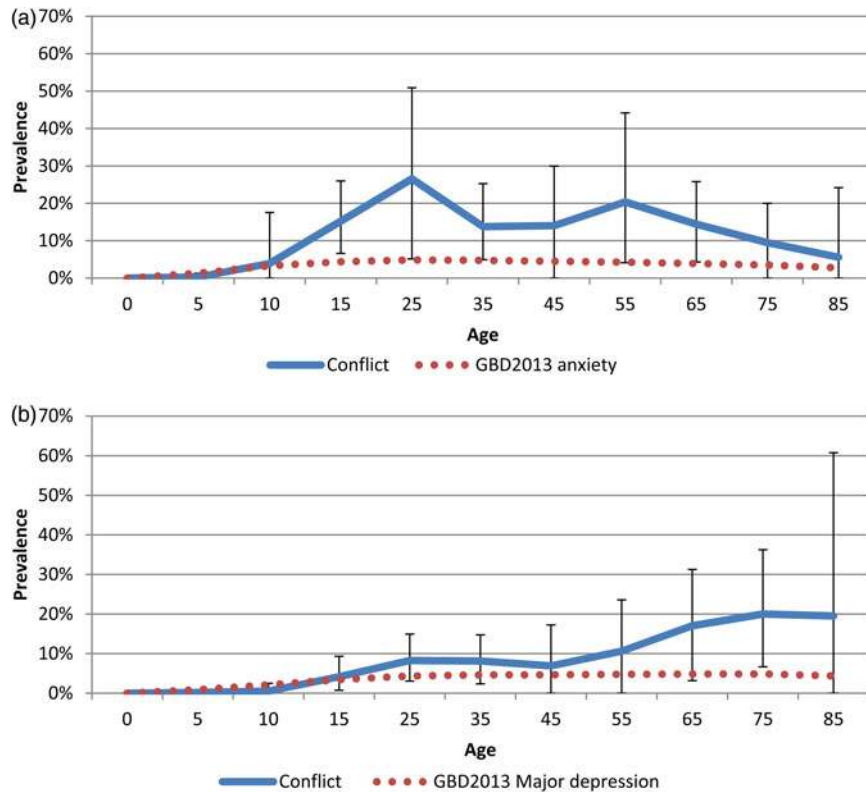 (a)
70%
60%
50%
40%
30%
20%
10%
0%
Prevalence
0 5 10 15 25 35 45 55 65 75 85
Age
Conflict GBD2013 anxiety
(b)
70%
60%
50%
40%
30%
20%
10%
0%
Prevalence
0 5 10 15 25 35 45 55 65 75 85
Age
Conflict GBD2013 Major depression